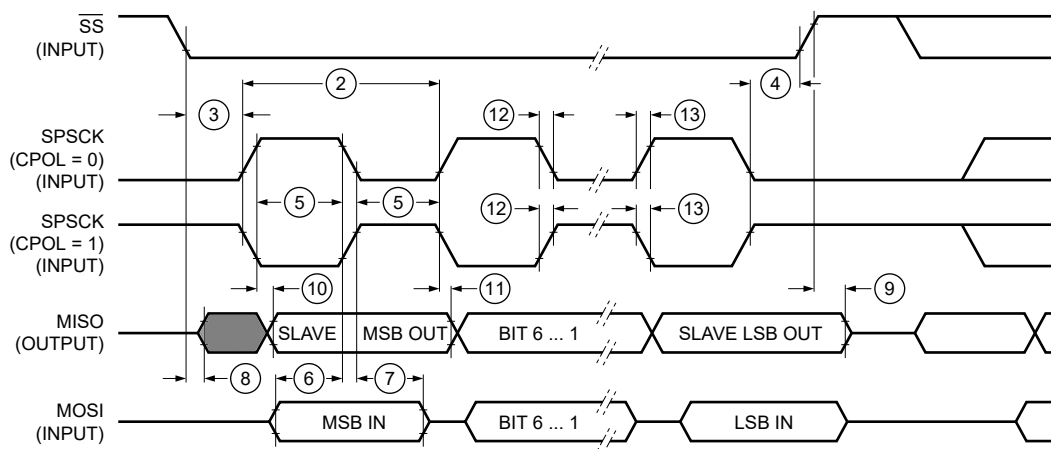 SS
(INPUT)
2
3
4
12
13
SPSCK
(CPOL = 0)
(INPUT)
5
5
12
13
SPSCK
(CPOL = 1)
(INPUT)
10
11
9
MISO
(OUTPUT)
SLAVE MSB OUT
BIT 6 ... 1
SLAVE LSB OUT
8
6
7
MOSI
(INPUT)
MSB IN
BIT 6 ... 1
LSB IN